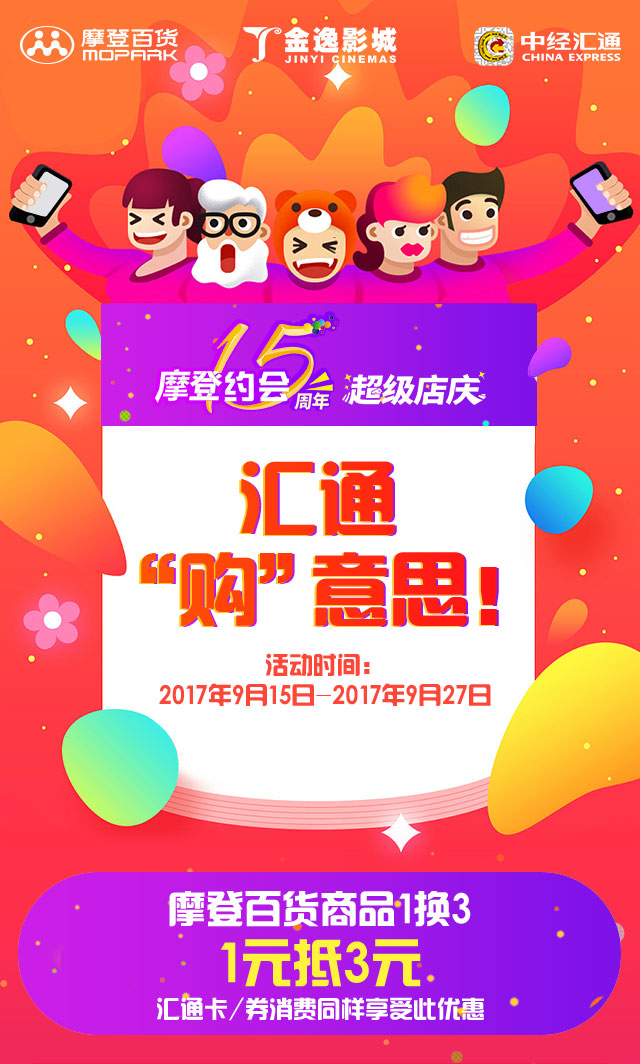 摩登百货
MOPARK
金逸影城
JINYI CINEMAS
中经汇通
CHINA EXPRESS
摩登约会15周年 超级店庆
汇通
“购”意思！
活动时间：
2017年9月15日—2017年9月27日
摩登百货商品1换3
1元抵3元
汇通卡/券消费同样享受此优惠